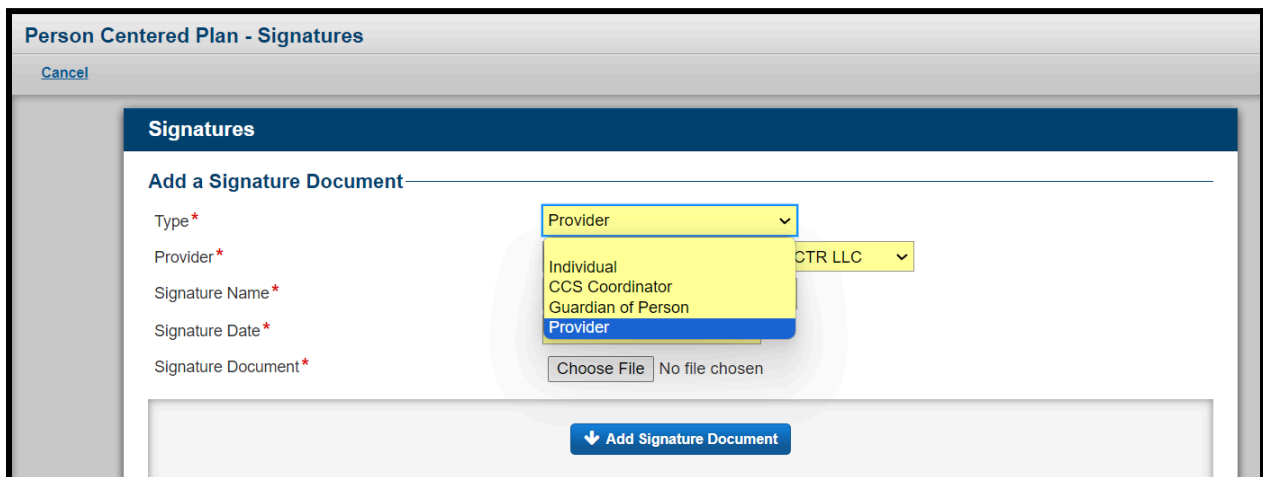 Person Centered Plan - Signatures
Cancel
Signatures
Add a Signature Document
Type* Provider
Provider* CTR LLC
Individual
CCS Coordinator
Signature Name*
Guardian of Person
Signature Date* Provider
Signature Document* Choose File No file chosen
Add Signature Document